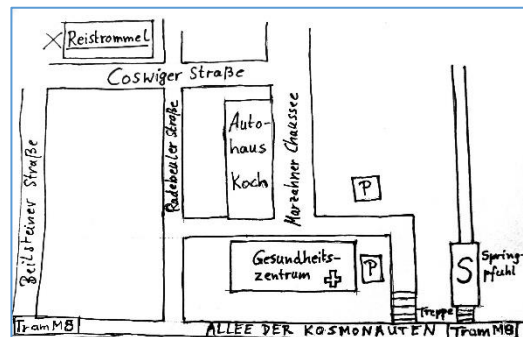 Reistrommel
Coswiger Straße
Beilsteiner Straße
Radebeuler Straße
Auto-
haus
Koch
Marzahner Chaussee
P
Gesundheits-
zentrum
P
S
Spring-
pfuhl
Treppe
Tram M8
ALLEE DER KOSMONAUTEN
Tram M8